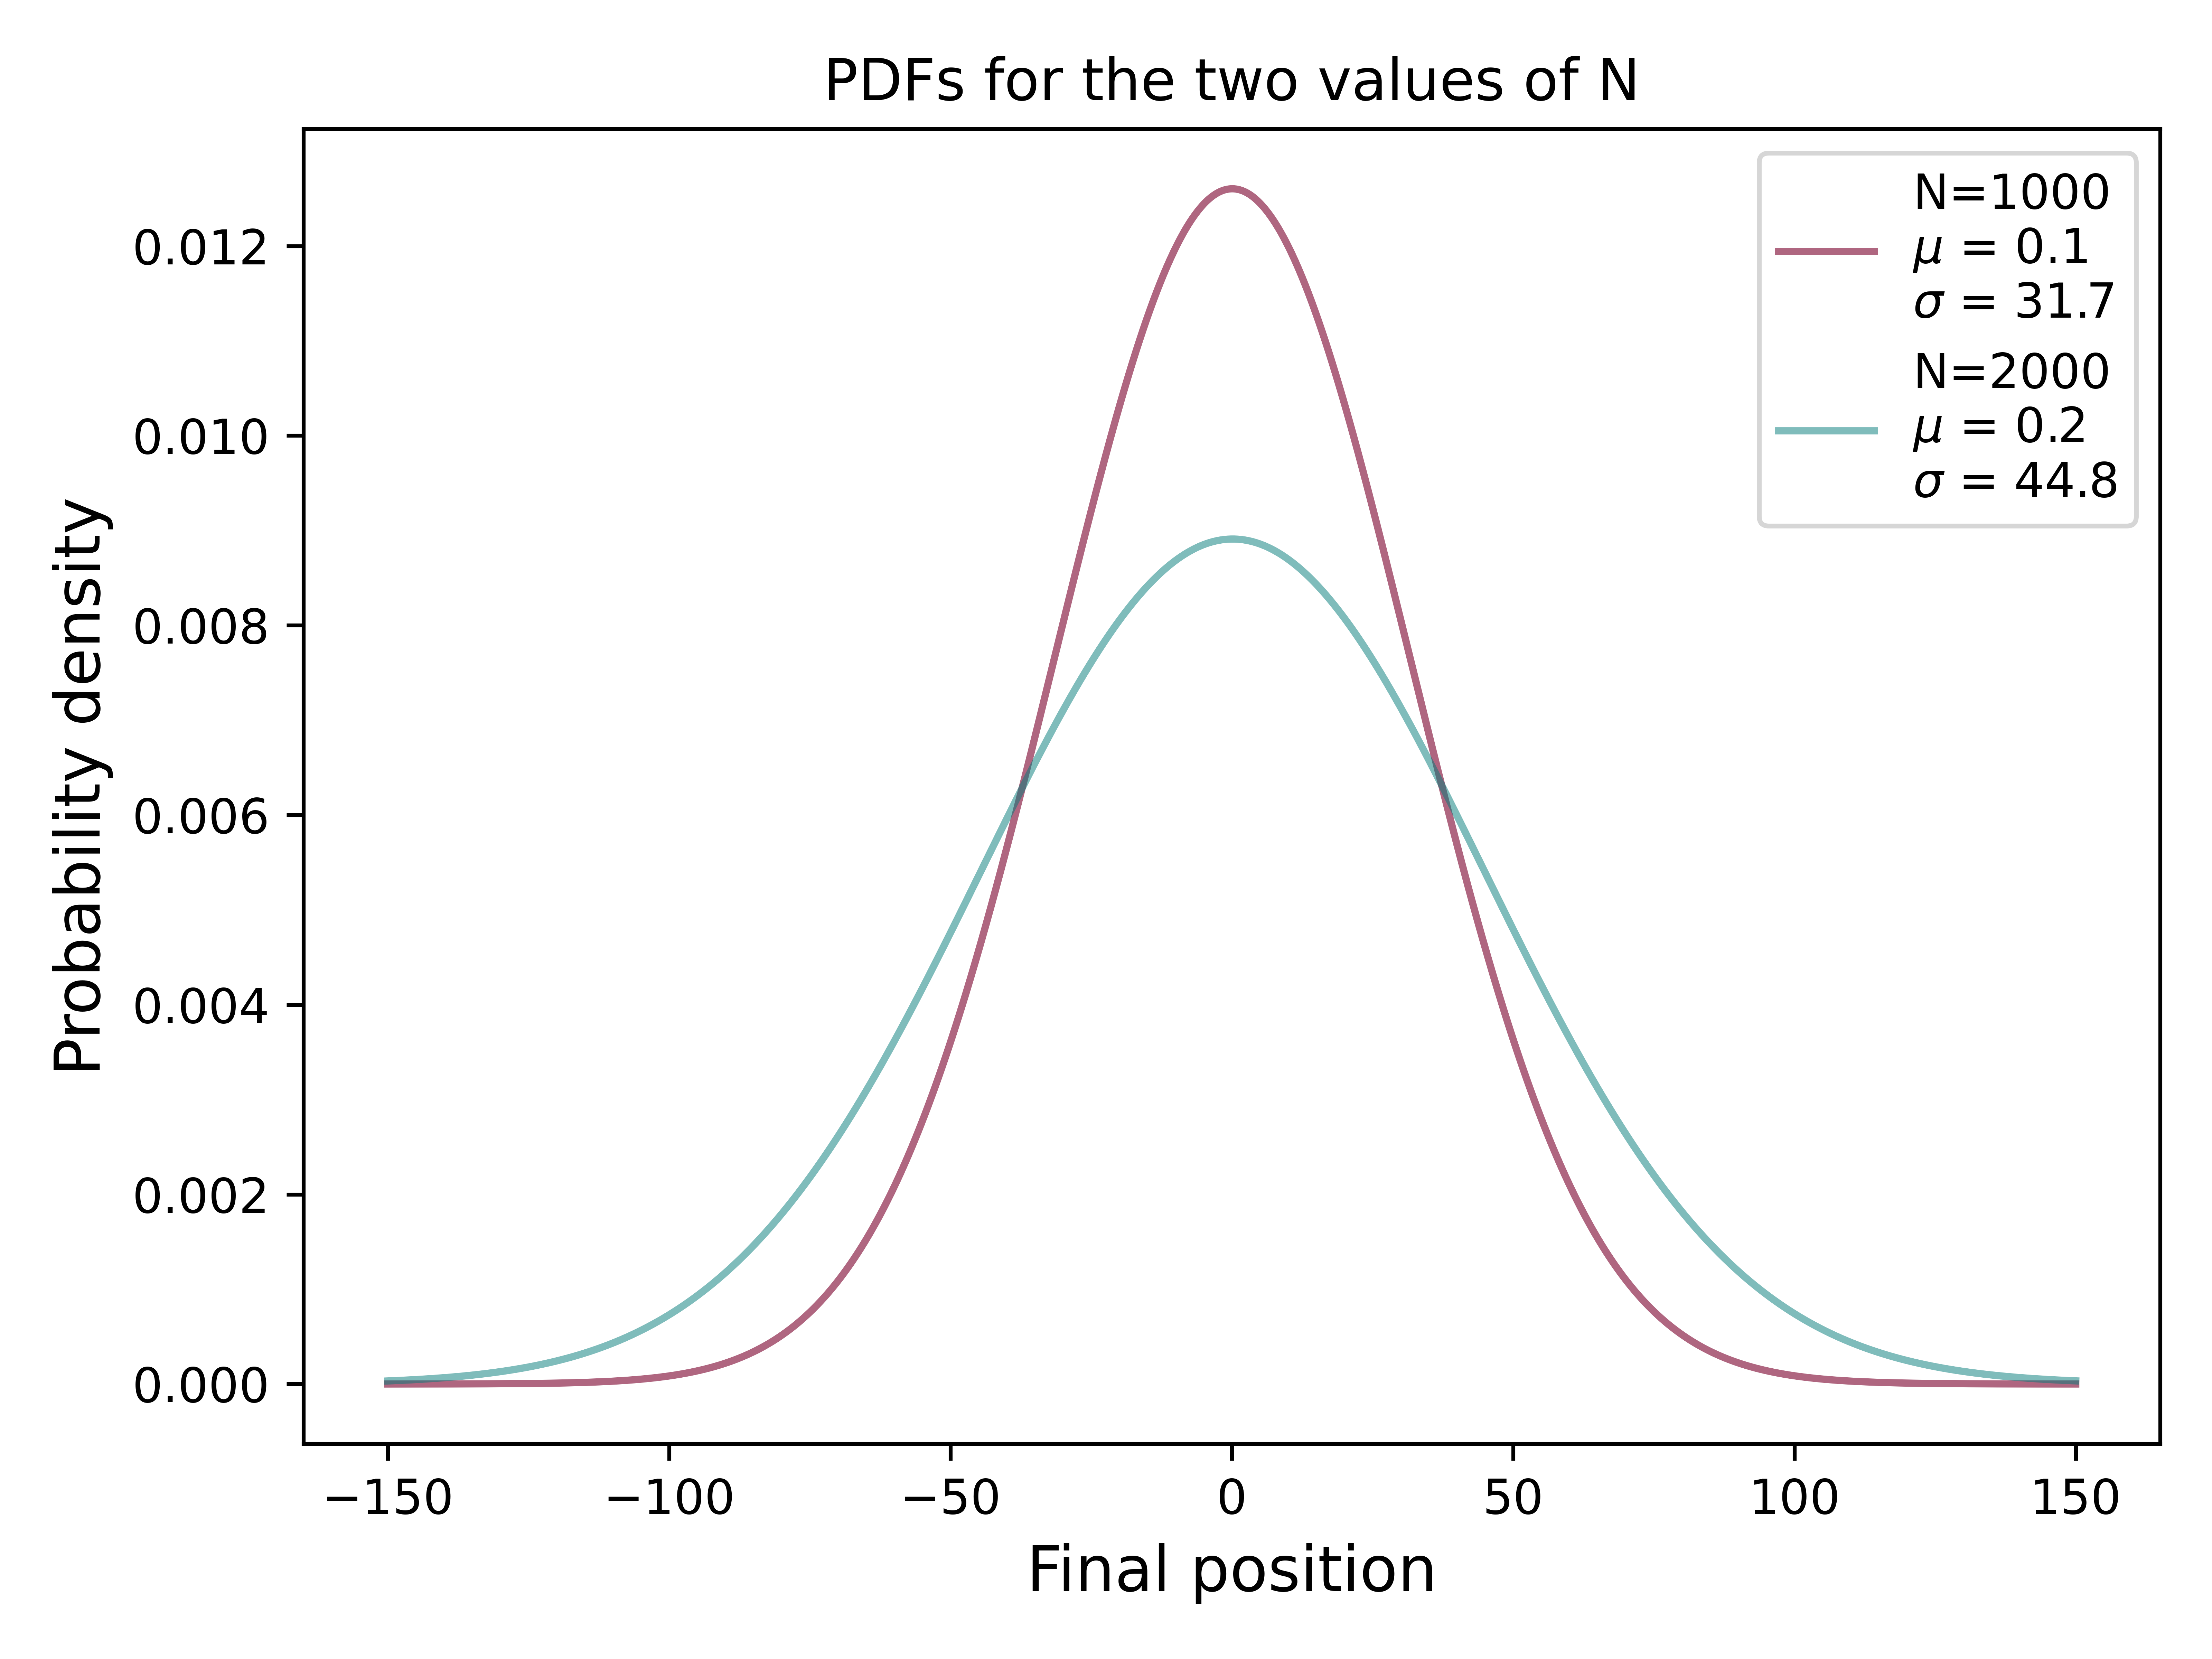 PDFs for the two values of N
N=1000
μ = 0.1
σ = 31.7
N=2000
μ = 0.2
σ = 44.8
Probability density
0.012
0.010
0.008
0.006
0.004
0.002
0.000
−150
−100
−50
0
50
100
150
Final position